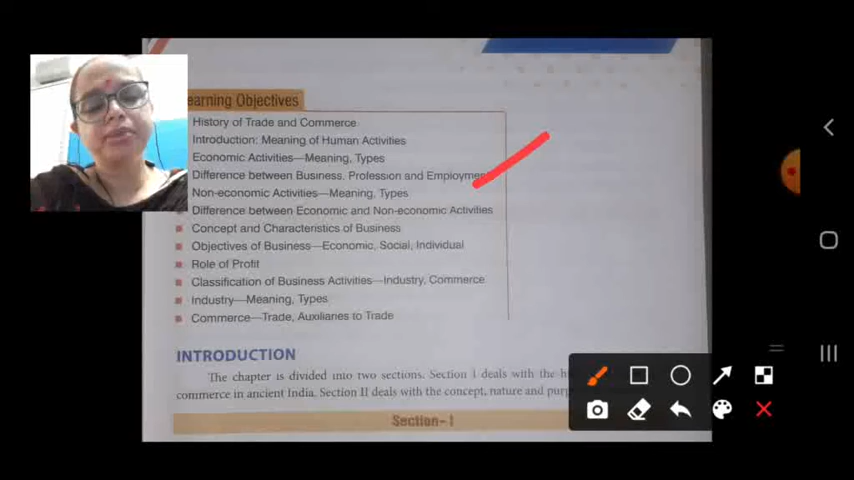 earning Objectives
History of Trade and Commerce
Introduction: Meaning of Human Activities
Economic Activities—Meaning, Types
Difference between Business, Profession and Employment
Non-economic Activities—Meaning, Types
Difference between Economic and Non-economic Activities
Concept and Characteristics of Business
Objectives of Business—Economic, Social, Individual
Role of Profit
Classification of Business Activities—Industry, Commerce
Industry—Meaning, Types
Commerce—Trade, Auxiliaries to Trade
INTRODUCTION
The chapter is divided into two sections. Section I deals with the
commerce in ancient India. Section II deals with the concept, nature and
Section-I